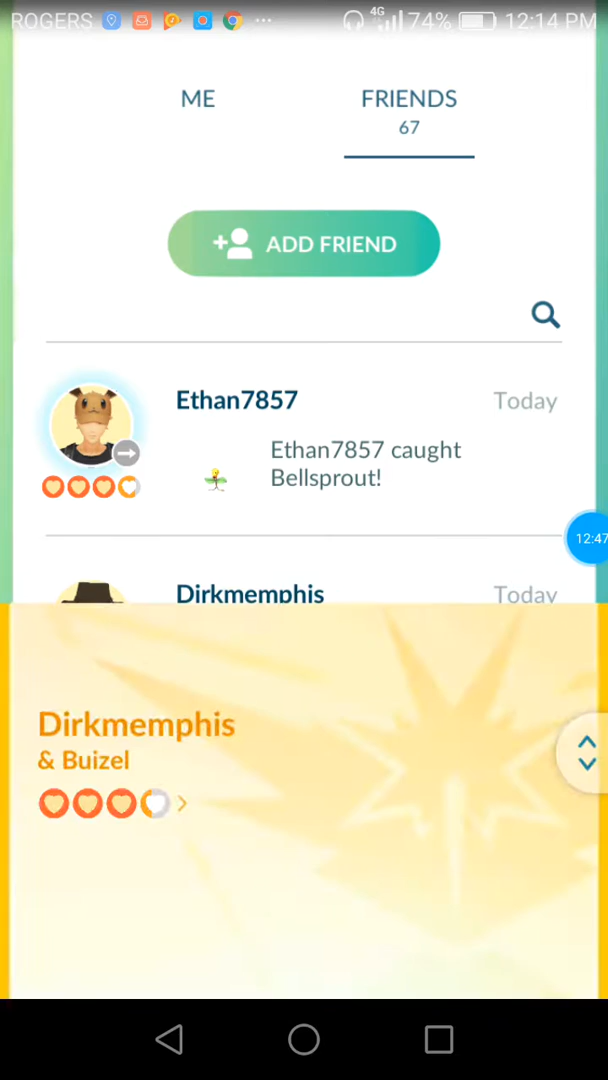 ROGERS 4G 74% 12:14 PM
ME FRIENDS
67
ADD FRIEND
Ethan7857 Today
Ethan7857 caught
Bellsprout!
12:47
Dirkmemphis Today
Dirkmemphis
& Buizel